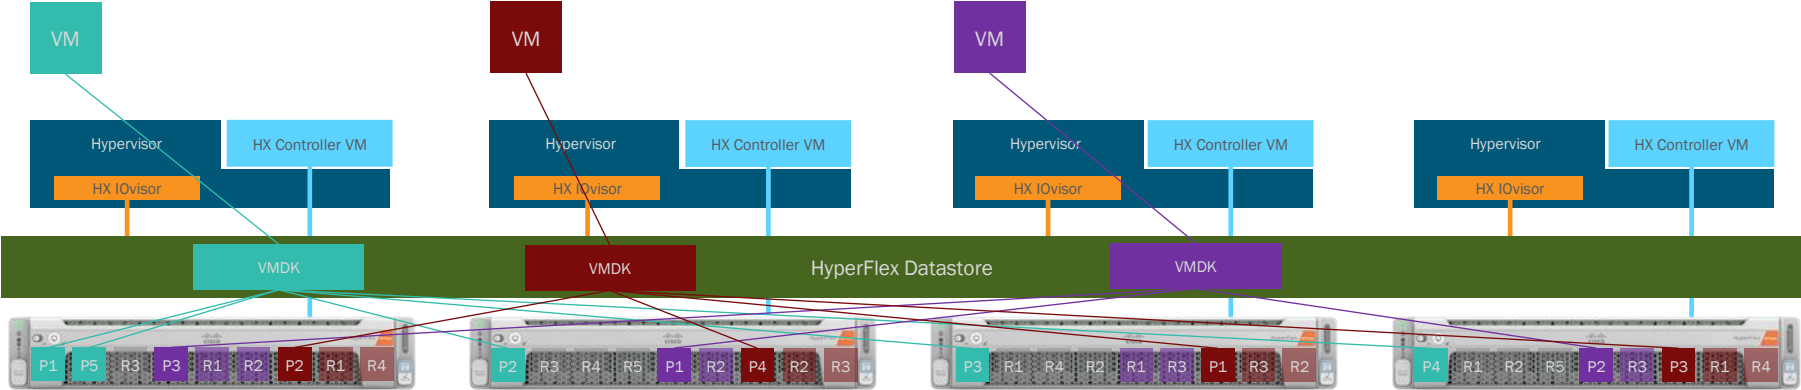 VM
VM
VM
Hypervisor
HX Controller VM
HX IOvisor
Hypervisor
HX Controller VM
HX IOvisor
Hypervisor
HX Controller VM
HX IOvisor
Hypervisor
HX Controller VM
HX IOvisor
VMDK
VMDK
HyperFlex Datastore
VMDK
P1 P5 R3 P3 R1 R2 P2 R1 R4
P2 R3 R4 R5 P1 R2 P4 R2 R3
P3 R1 R4 R2 R1 R3 P1 R3 R2
P4 R1 R2 R5 P2 R3 P3 R1 R4